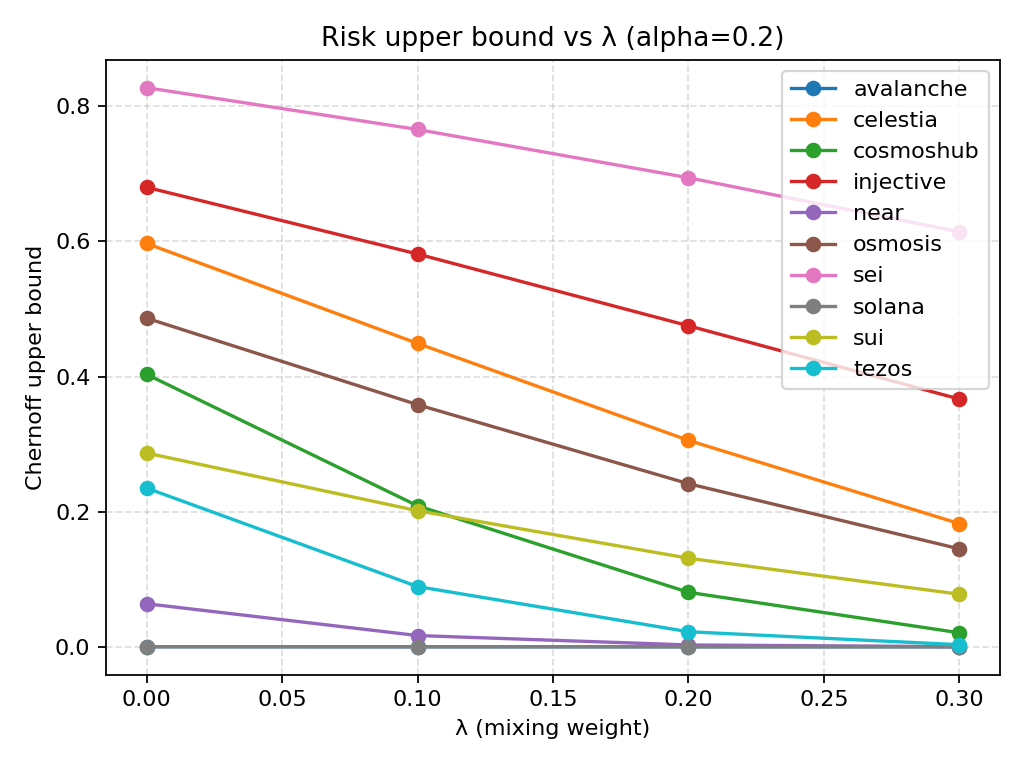 Risk upper bound vs λ (alpha=0.2)
Chernoff upper bound
0.8
0.6
0.4
0.2
0.0
avalanche
celestia
cosmoshub
injective
near
osmosis
sei
solana
sui
tezos
0.00 0.05 0.10 0.15 0.20 0.25 0.30
λ (mixing weight)